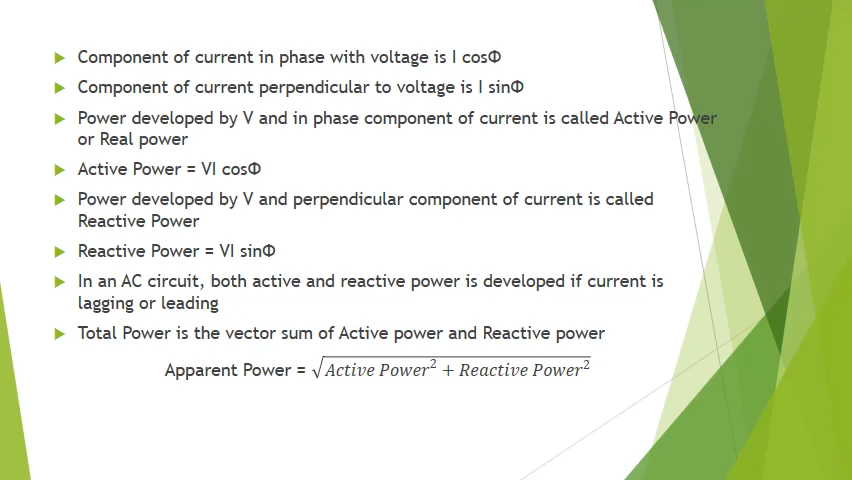 Component of current in phase with voltage is I cosΦ
Component of current perpendicular to voltage is I sinΦ
Power developed by V and in phase component of current is called Active Power
or Real power
Active Power = VI cosΦ
Power developed by V and perpendicular component of current is called
Reactive Power
Reactive Power = VI sinΦ
In an AC circuit, both active and reactive power is developed if current is
lagging or leading
Total Power is the vector sum of Active power and Reactive power
Apparent Power = √(Active Power² + Reactive Power²)